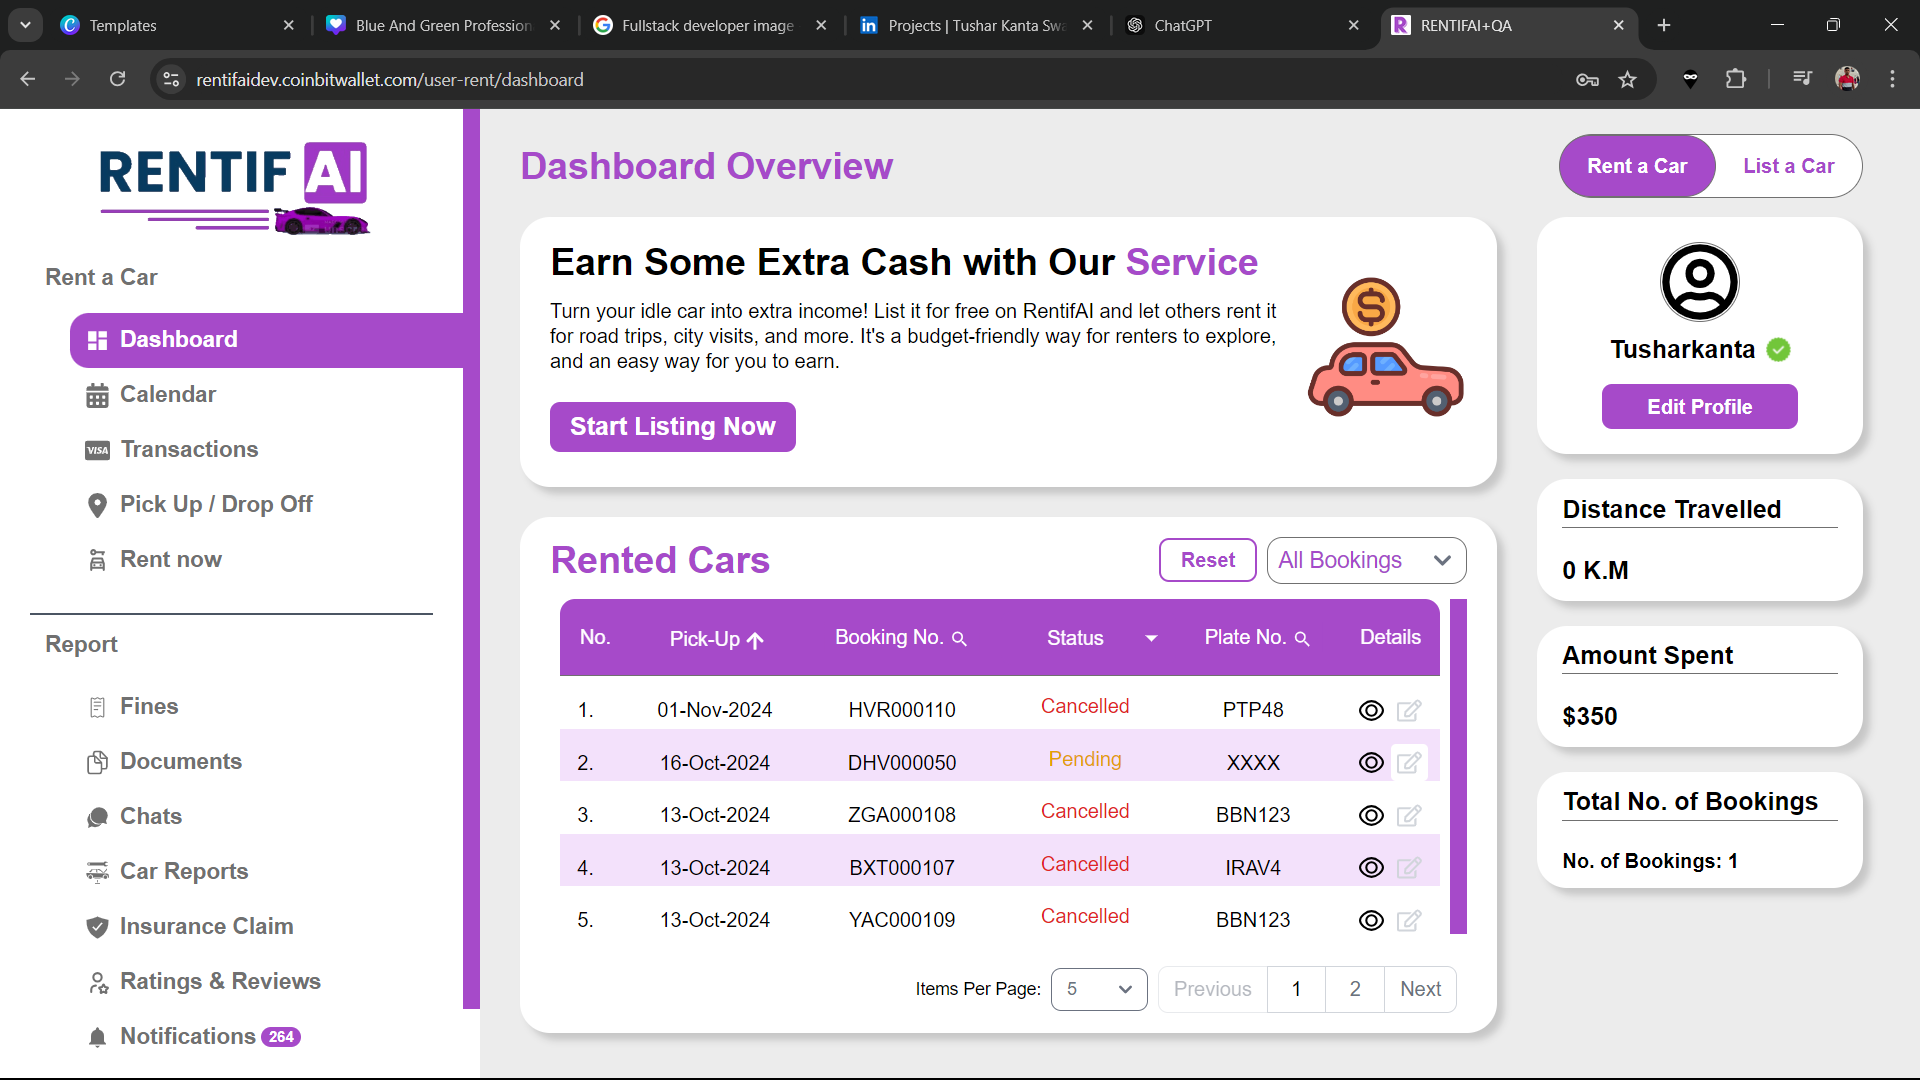 Templates
Blue And Green Profession
Fullstack developer image
Projects | Tushar Kanta Swa
ChatGPT
RENTIFAI+QA
rentifaidev.coinbitwallet.com/user-rent/dashboard
RENTIF AI
Rent a Car
Dashboard
Calendar
VISA Transactions
Pick Up / Drop Off
Rent now
Report
Fines
Documents
Chats
Car Reports
Insurance Claim
Ratings & Reviews
Notifications 264
Dashboard Overview
Rent a Car List a Car
Earn Some Extra Cash with Our Service
Turn your idle car into extra income! List it for free on RentifAI and let others rent it
for road trips, city visits, and more. It's a budget-friendly way for renters to explore,
and an easy way for you to earn.
Start Listing Now
$
Rented Cars
Reset All Bookings
No. Pick-Up Booking No. Status Plate No. Details
1. 01-Nov-2024 HVR000110 Cancelled PTP48
2. 16-Oct-2024 DHV000050 Pending XXXX
3. 13-Oct-2024 ZGA000108 Cancelled BBN123
4. 13-Oct-2024 BXT000107 Cancelled IRAV4
5. 13-Oct-2024 YAC000109 Cancelled BBN123
Items Per Page: 5 Previous 1 2 Next
Tusharkanta
Edit Profile
Distance Travelled
0 K.M
Amount Spent
$350
Total No. of Bookings
No. of Bookings: 1